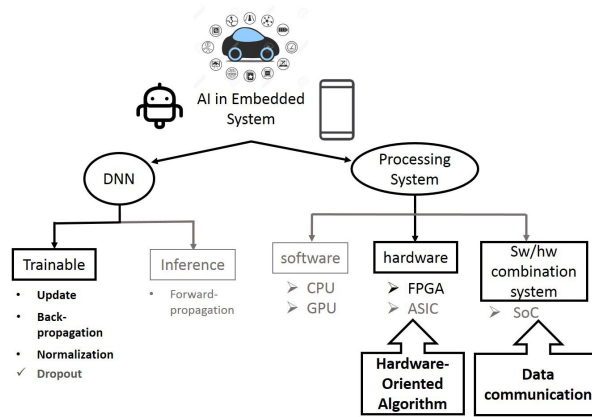 AI in Embedded
System
DNN
Processing
System
Trainable
Inference
software
hardware
Sw/hw
combination
system
• Update
• Back-
propagation
• Normalization
✓ Dropout
• Forward-
propagation
➢ CPU
➢ GPU
➢ FPGA
➢ ASIC
➢ SoC
Hardware-
Oriented
Algorithm
Data
communication